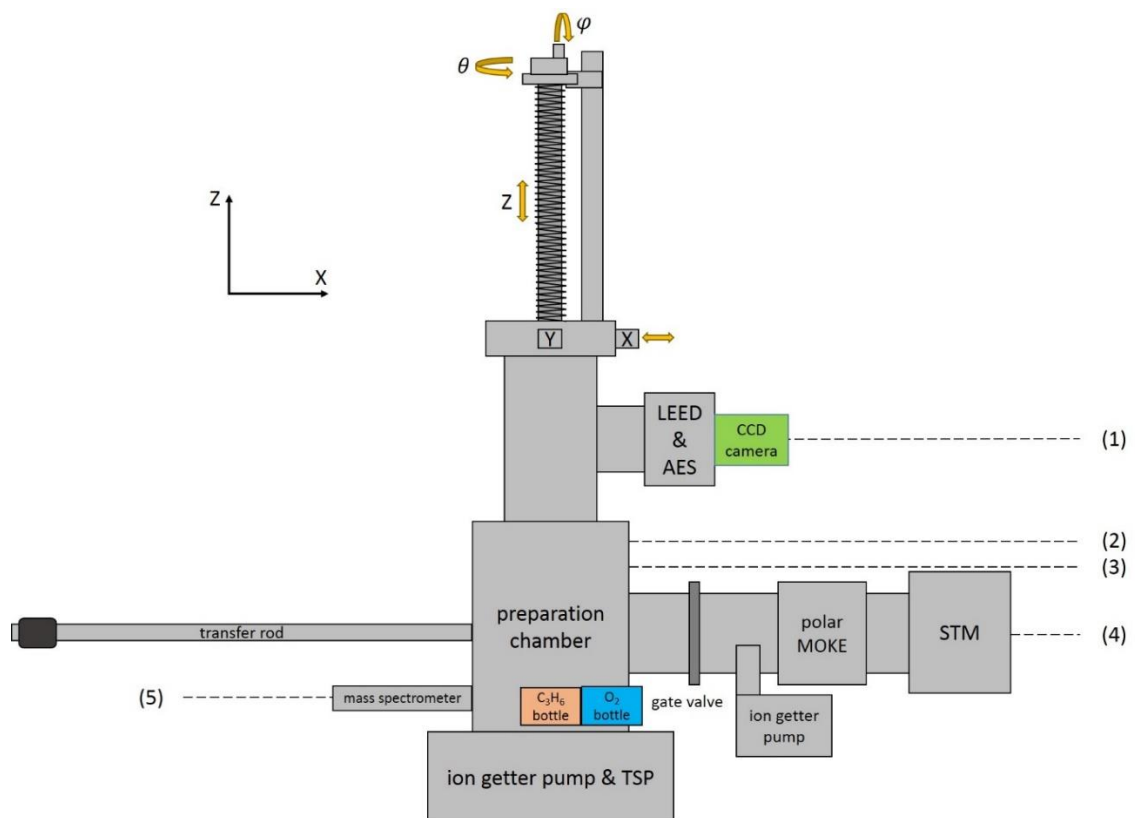 φ
θ
Z
Z
X
Y
X
LEED
&
AES
CCD
camera
(1)
(2)
(3)
preparation
chamber
polar
MOKE
STM
(4)
transfer rod
(5)
mass spectrometer
C₃H₆
bottle
O₂
bottle
gate valve
ion getter
pump
ion getter pump & TSP